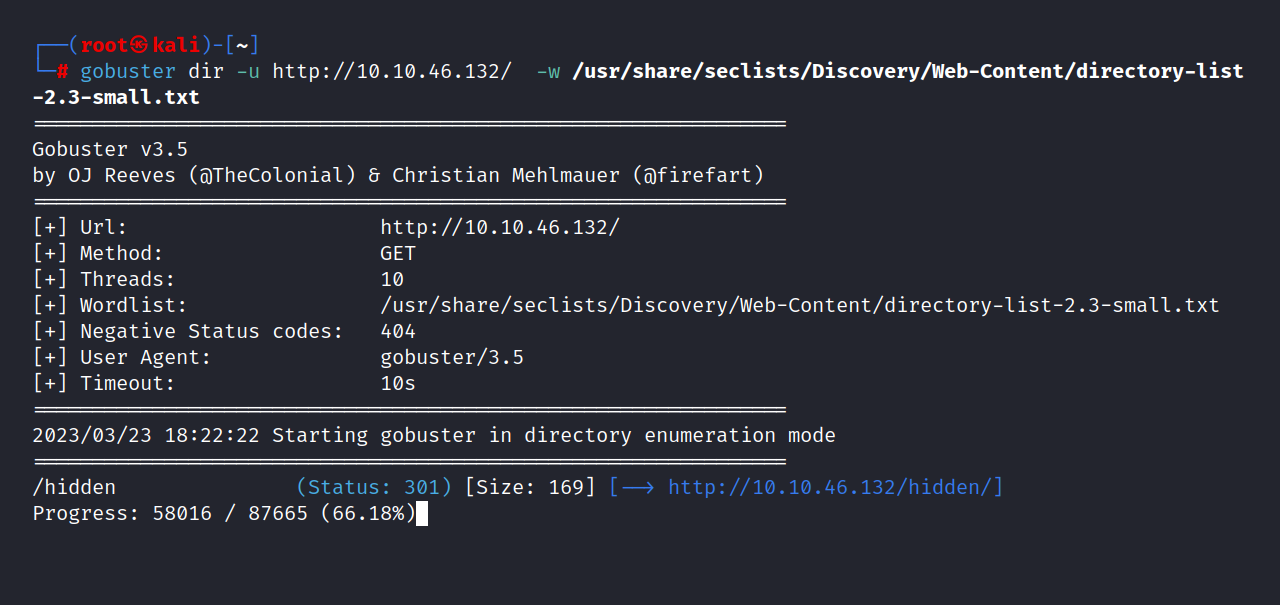 ┌──(root㉿kali)-[~]
└─# gobuster dir -u http://10.10.46.132/  -w /usr/share/seclists/Discovery/Web-Content/directory-list
-2.3-small.txt
===============================================================
Gobuster v3.5
by OJ Reeves (@TheColonial) & Christian Mehlmauer (@firefart)
===============================================================
[+] Url:                     http://10.10.46.132/
[+] Method:                  GET
[+] Threads:                 10
[+] Wordlist:                /usr/share/seclists/Discovery/Web-Content/directory-list-2.3-small.txt
[+] Negative Status codes:   404
[+] User Agent:              gobuster/3.5
[+] Timeout:                 10s
===============================================================
2023/03/23 18:22:22 Starting gobuster in directory enumeration mode
===============================================================
/hidden               (Status: 301) [Size: 169] [--> http://10.10.46.132/hidden/]
Progress: 58016 / 87665 (66.18%)